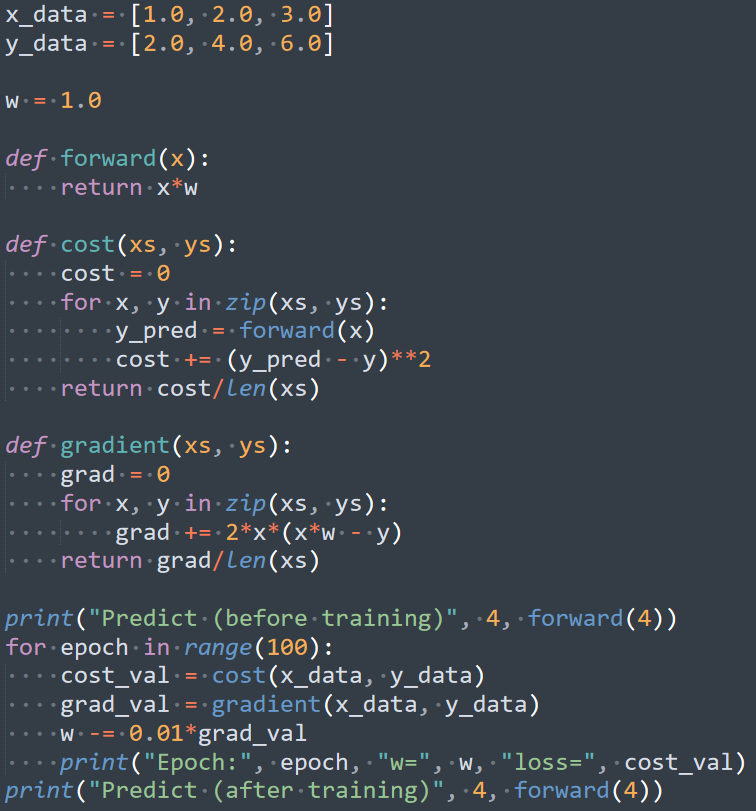 x_data = [1.0, 2.0, 3.0]
y_data = [2.0, 4.0, 6.0]

w = 1.0

def forward(x):
    return x*w

def cost(xs, ys):
    cost = 0
    for x, y in zip(xs, ys):
        y_pred = forward(x)
        cost += (y_pred - y)**2
    return cost/len(xs)

def gradient(xs, ys):
    grad = 0
    for x, y in zip(xs, ys):
        grad += 2*x*(x*w - y)
    return grad/len(xs)

print("Predict (before training)", 4, forward(4))
for epoch in range(100):
    cost_val = cost(x_data, y_data)
    grad_val = gradient(x_data, y_data)
    w -= 0.01*grad_val
    print("Epoch:", epoch, "w=", w, "loss=", cost_val)
print("Predict (after training)", 4, forward(4))